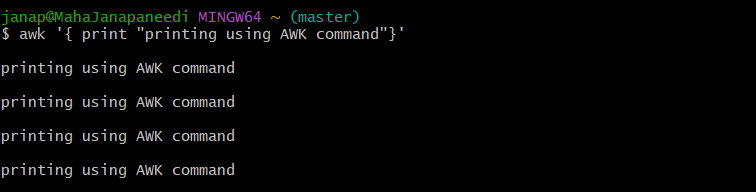 janap@MahaJanapaneedi MINGW64 ~ (master)
$ awk '{ print "printing using AWK command"}'
printing using AWK command
printing using AWK command
printing using AWK command
printing using AWK command